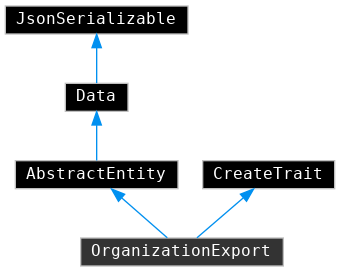 JsonSerializable
Data
AbstractEntity
CreateTrait
OrganizationExport